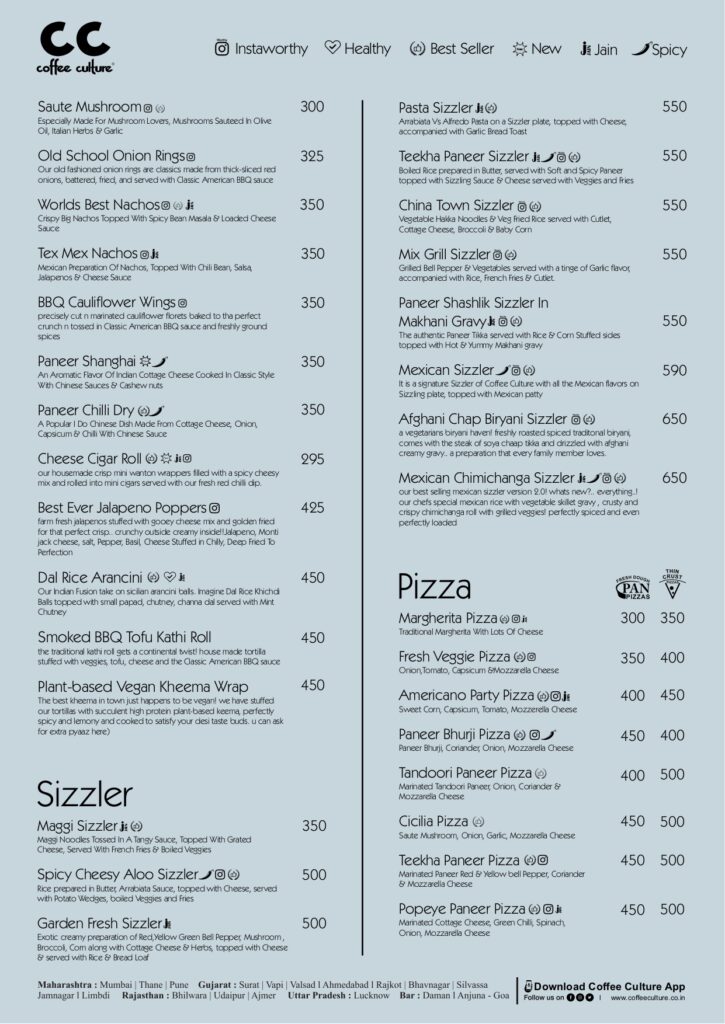 CC
coffee culture®
Instaworthy Healthy Best Seller New Jain Spicy
Saute Mushroom 300
Especially Made For Mushroom Lovers, Mushrooms Sauteed In Olive
Oil, Italian Herbs & Garlic
Old School Onion Rings 325
Our old fashioned onion rings are classics made from thick-sliced red
onions, battered, fried, and served with Classic American BBQ sauce
Worlds Best Nachos 350
Crispy Big Nachos Topped With Spicy Bean Masala & Loaded Cheese
Sauce
Tex Mex Nachos 350
Mexican Preparation Of Nachos, Topped With Chili Bean, Salsa,
Jalapenos & Cheese Sauce
BBQ Cauliflower Wings 350
precisely cut n marinated cauliflower florets baked to tha perfect
crunch n tossed in Classic American BBQ sauce and freshly ground
spices
Paneer Shanghai 350
An Aromatic Flavor Of Indian Cottage Cheese Cooked In Classic Style
With Chinese Sauces & Cashew nuts
Paneer Chilli Dry 350
A Popular I Do Chinese Dish Made From Cottage Cheese, Onion,
Capsicum & Chilli With Chinese Sauce
Cheese Cigar Roll 295
our housemade crisp mini wanton wrappers filled with a spicy cheesy
mix and rolled into mini cigars served with our fresh red chilli dip.
Best Ever Jalapeno Poppers 425
farm fresh jalapenos stuffed with gooey cheese mix and golden fried
for that perfect crisp.. crunchy outside creamy inside!!Jalapeno, Monti
jack cheese, salt, Pepper, Basil, Cheese Stuffed in Chilly, Deep Fried To
Perfection
Dal Rice Arancini 450
Our Indian Fusion take on sicilian arancini balls. Imagine Dal Rice Khichdi
Balls topped with small papad, chutney, channa dal served with Mint
Chutney
Smoked BBQ Tofu Kathi Roll 450
the traditional kathi roll gets a continental twist! house made tortilla
stuffed with veggies, tofu, cheese and the Classic American BBQ sauce
Plant-based Vegan Kheema Wrap 450
The best kheema in town just happens to be vegan! we have stuffed
our tortillas with succulent high protein plant-based keema, perfectly
spicy and lemony and cooked to satisfy your desi taste buds. u can ask
for extra pyaaz here:)
Sizzler
Maggi Sizzler 350
Maggi Noodles Tossed In A Tangy Sauce, Topped With Grated
Cheese, Served With French Fries & Boiled Veggies
Spicy Cheesy Aloo Sizzler 500
Rice prepared in Butter, Arrabiata Sauce, topped with Cheese, served
with Potato Wedges, boiled Veggies and Fries
Garden Fresh Sizzler 500
Exotic creamy preparation of Red,Yellow Green Bell Pepper, Mushroom ,
Broccoli, Corn along with Cottage Cheese & Herbs, topped with Cheese
& served with Rice & Bread Loaf
Pasta Sizzler 550
Arrabiata Vs Alfredo Pasta on a Sizzler plate, topped with Cheese,
accompanied with Garlic Bread Toast
Teekha Paneer Sizzler 550
Boiled Rice prepared in Butter, served with Soft and Spicy Paneer
topped with Sizzling Sauce & Cheese served with Veggies and Fries
China Town Sizzler 550
Vegetable Hakka Noodles & Veg Fried Rice served with Cutlet,
Cottage Cheese, Broccoli & Baby Corn
Mix Grill Sizzler 550
Grilled Bell Pepper & Vegetables served with a tinge of Garlic flavor,
accompanied with Rice, French Fries & Cutlet.
Paneer Shashlik Sizzler In
Makhani Gravy 550
The authentic Paneer Tikka served with Rice & Corn Stuffed sides
topped with Hot & Yummy Makhani gravy
Mexican Sizzler 590
It is a signature Sizzler of Coffee Culture with all the Mexican flavors on
Sizzling plate, topped with Mexican patty
Afghani Chap Biryani Sizzler 650
a vegetarians biryani haven! freshly roasted spiced traditonal biryani,
comes with the steak of soya chaap tikka and drizzled with afghani
creamy gravy.. a preparation that every family member loves.
Mexican Chimichanga Sizzler 650
our best selling mexican sizzler version 2.0! whats new?.. everything..!
our chefs special mexican rice with vegetable skillet gravy , crusty and
crispy chimichanga roll with grilled veggies! perfectly spiced and even
perfectly loaded
Pizza FRESH DOUGH PAN PIZZAS THIN CRUST
Margherita Pizza 300 350
Traditional Margherita With Lots Of Cheese
Fresh Veggie Pizza 350 400
Onion,Tomato, Capsicum &Mozzarella Cheese
Americano Party Pizza 400 450
Sweet Corn, Capsicum, Tomato, Mozzerella Cheese
Paneer Bhurji Pizza 450 400
Paneer Bhurji, Coriander, Onion, Mozzarella Cheese
Tandoori Paneer Pizza 400 500
Marinated Tandoori Paneer, Onion, Coriander &
Mozzarella Cheese
Cicilia Pizza 450 500
Saute Mushroom, Onion, Garlic, Mozzarella Cheese
Teekha Paneer Pizza 450 500
Marinated Paneer Red & Yellow bell Pepper, Coriander
& Mozzarella Cheese
Popeye Paneer Pizza 450 500
Marinated Cottage Cheese, Green Chilli, Spinach,
Onion, Mozzarella Cheese
Maharashtra : Mumbai | Thane | Pune Gujarat : Surat | Vapi | Valsad I Ahmedabad I Rajkot | Bhavnagar | Silvassa
Jamnagar I Limbdi Rajasthan : Bhilwara | Udaipur | Ajmer Uttar Pradesh : Lucknow Bar : Daman I Anjuna - Goa
Download Coffee Culture App
Follow us on I www.coffeeculture.co.in